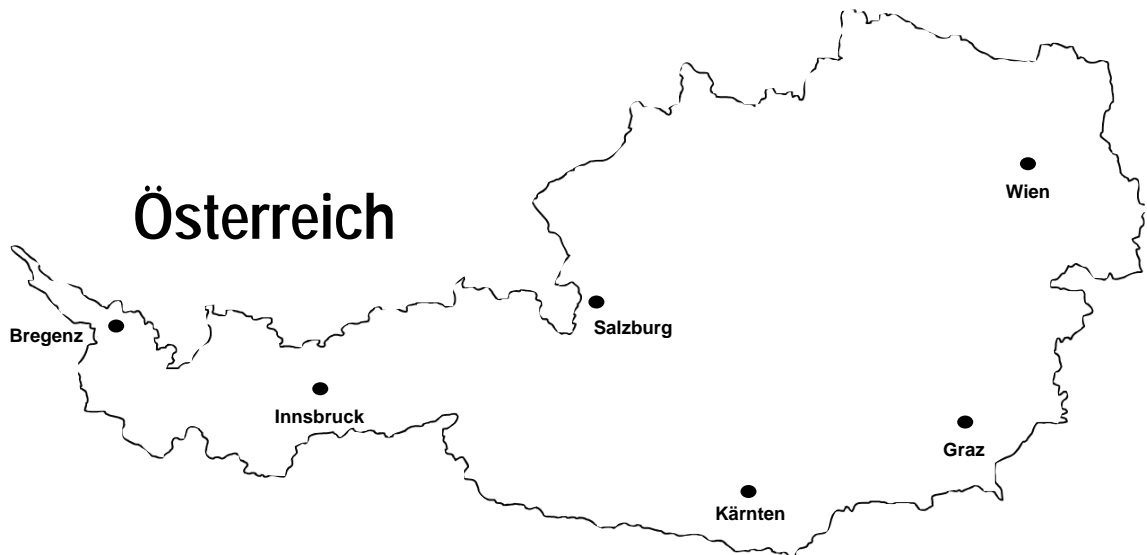 Wien
Österreich
Salzburg
Bregenz
Innsbruck
Graz
Kärnten